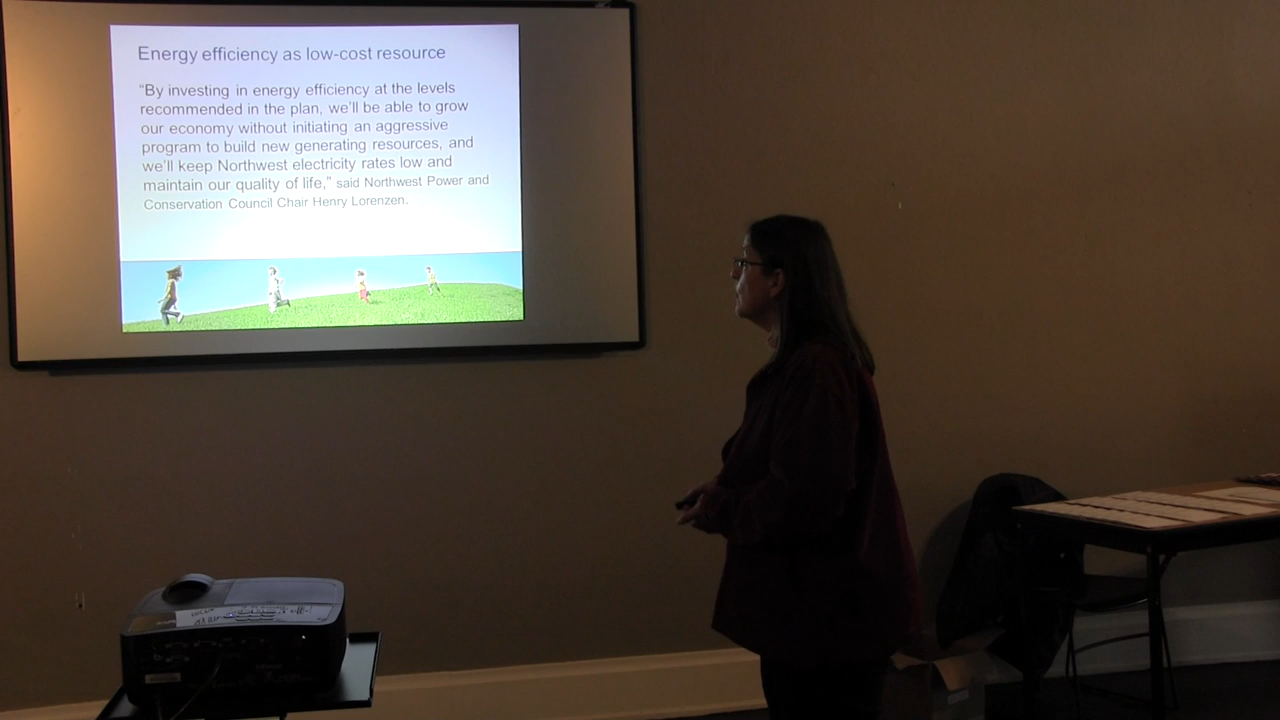 Energy efficiency as low-cost resource
“By investing in energy efficiency at the levels
recommended in the plan, we’ll be able to grow
our economy without initiating an aggressive
program to build new generating resources, and
we’ll keep Northwest electricity rates low and
maintain our quality of life,” said Northwest Power and
Conservation Council Chair Henry Lorenzen.